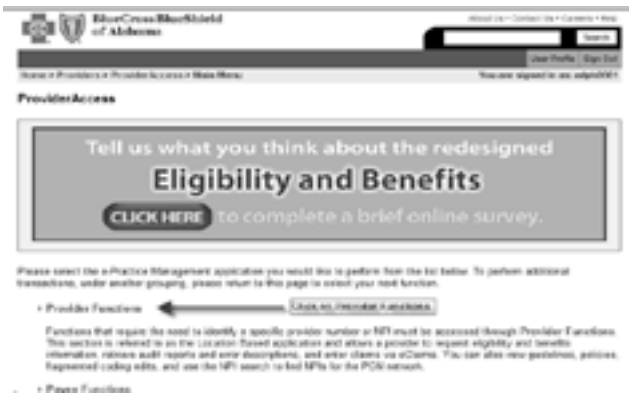 BlueCross BlueShield
of Alabama
About Us • Contact Us • Careers • Help
Search
User Profile Sign Out
Home > Providers > ProviderAccess > Main Menu
You are signed in as:
ProviderAccess
Tell us what you think about the redesigned
Eligibility and Benefits
CLICK HERE to complete a brief online survey.
Please select the e-Practice Management application you would like to perform from the list below. To perform additional
transactions, under another grouping, please return to this page to select your next function.
Provider Functions
Click on Provider Functions
Functions that require the need to identify a specific provider number or NPI must be accessed through Provider Functions.
This section is referred to as the Location Based application and allows a provider to request eligibility and benefits
information, retrieve audit reports and error descriptions, and enter claims via eClaims. You can also view guidelines, policies,
fragmented coding edits, and use the NPI search to find NPIs for the PCN network.
Payee Functions